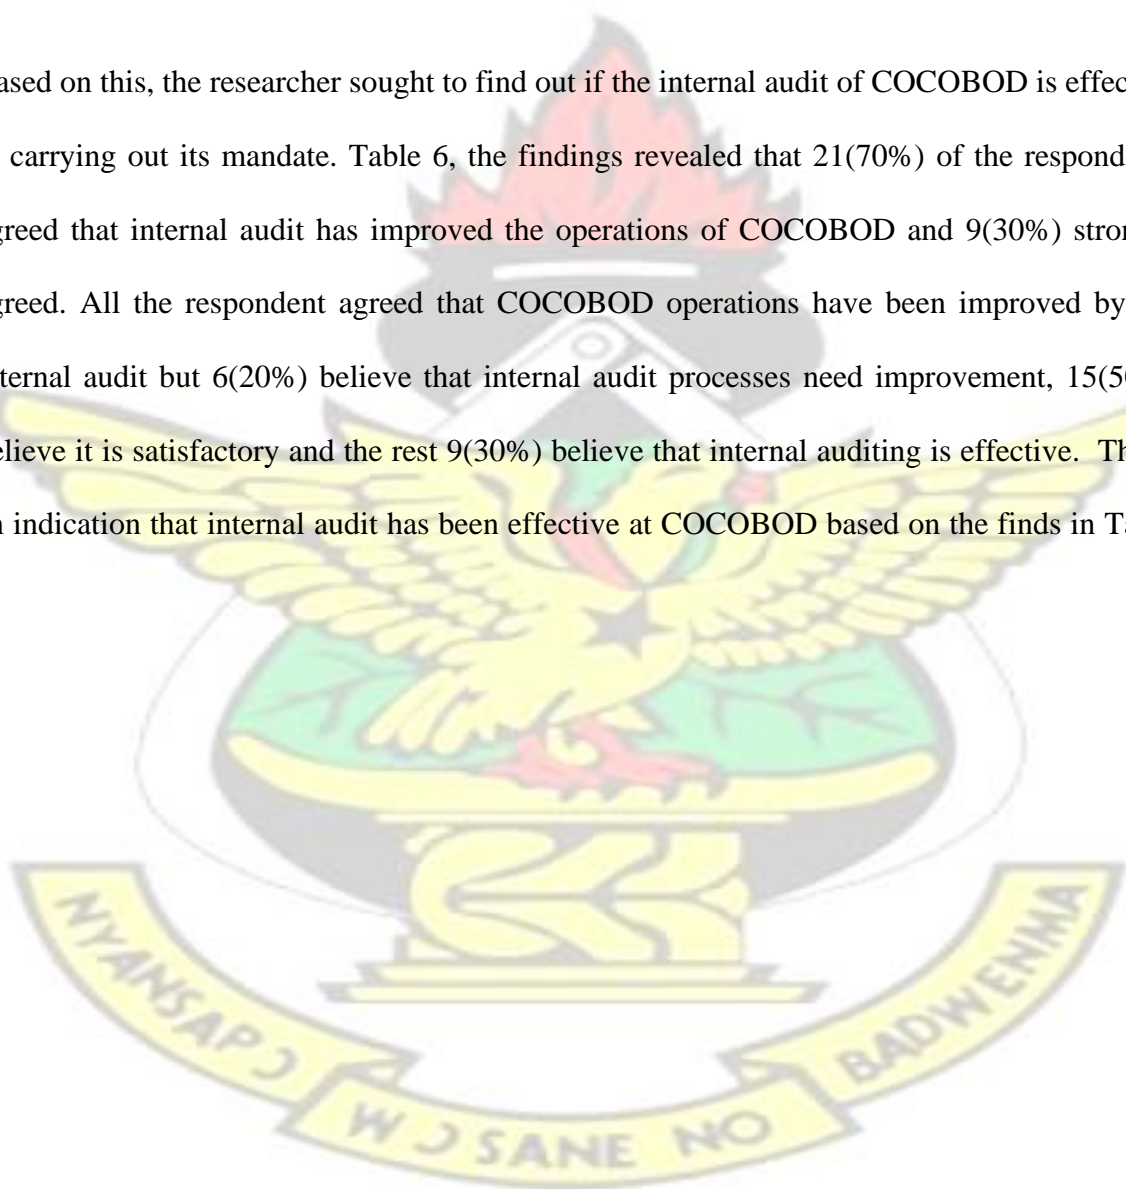 ased on this, the researcher sought to find out if the internal audit of COCOBOD is effec
carrying out its mandate. Table 6, the findings revealed that 21(70%) of the respond
greed that internal audit has improved the operations of COCOBOD and 9(30%) stron
greed. All the respondent agreed that COCOBOD operations have been improved by
ternal audit but 6(20%) believe that internal audit processes need improvement, 15(5
elieve it is satisfactory and the rest 9(30%) believe that internal auditing is effective. Th
n indication that internal audit has been effective at COCOBOD based on the finds in Ta
NYANSAPƆ
WƆSANE NO
BADWENMA